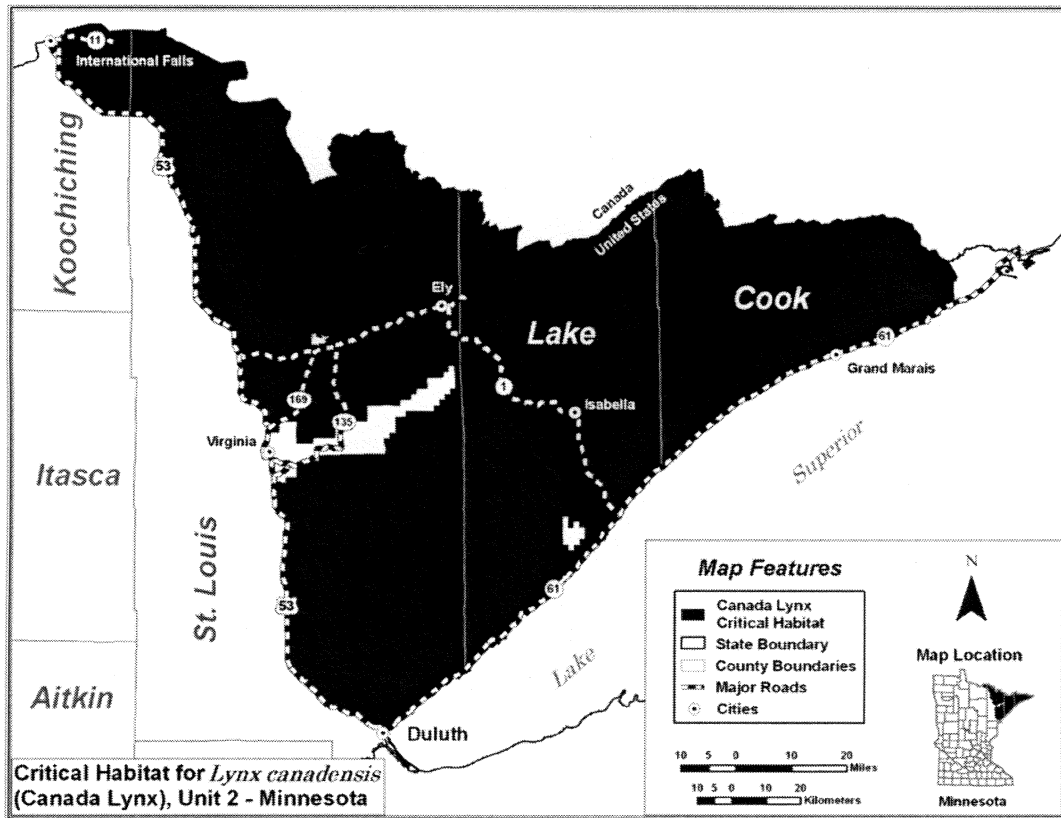 11
International Falls
Koochiching
53
Canada
United States
Ely
Lake
Cook
61
Grand Marais
1
Isabella
169
135
Virginia
Itasca
Superior
St. Louis
53
61
Lake
Aitkin
Duluth
Critical Habitat for Lynx canadensis
(Canada Lynx), Unit 2 - Minnesota
Map Features
Canada Lynx
Critical Habitat
State Boundary
County Boundaries
Major Roads
Cities
10 5 0 10 20
Miles
10 5 0 10 20
Kilometers
N
Map Location
Minnesota